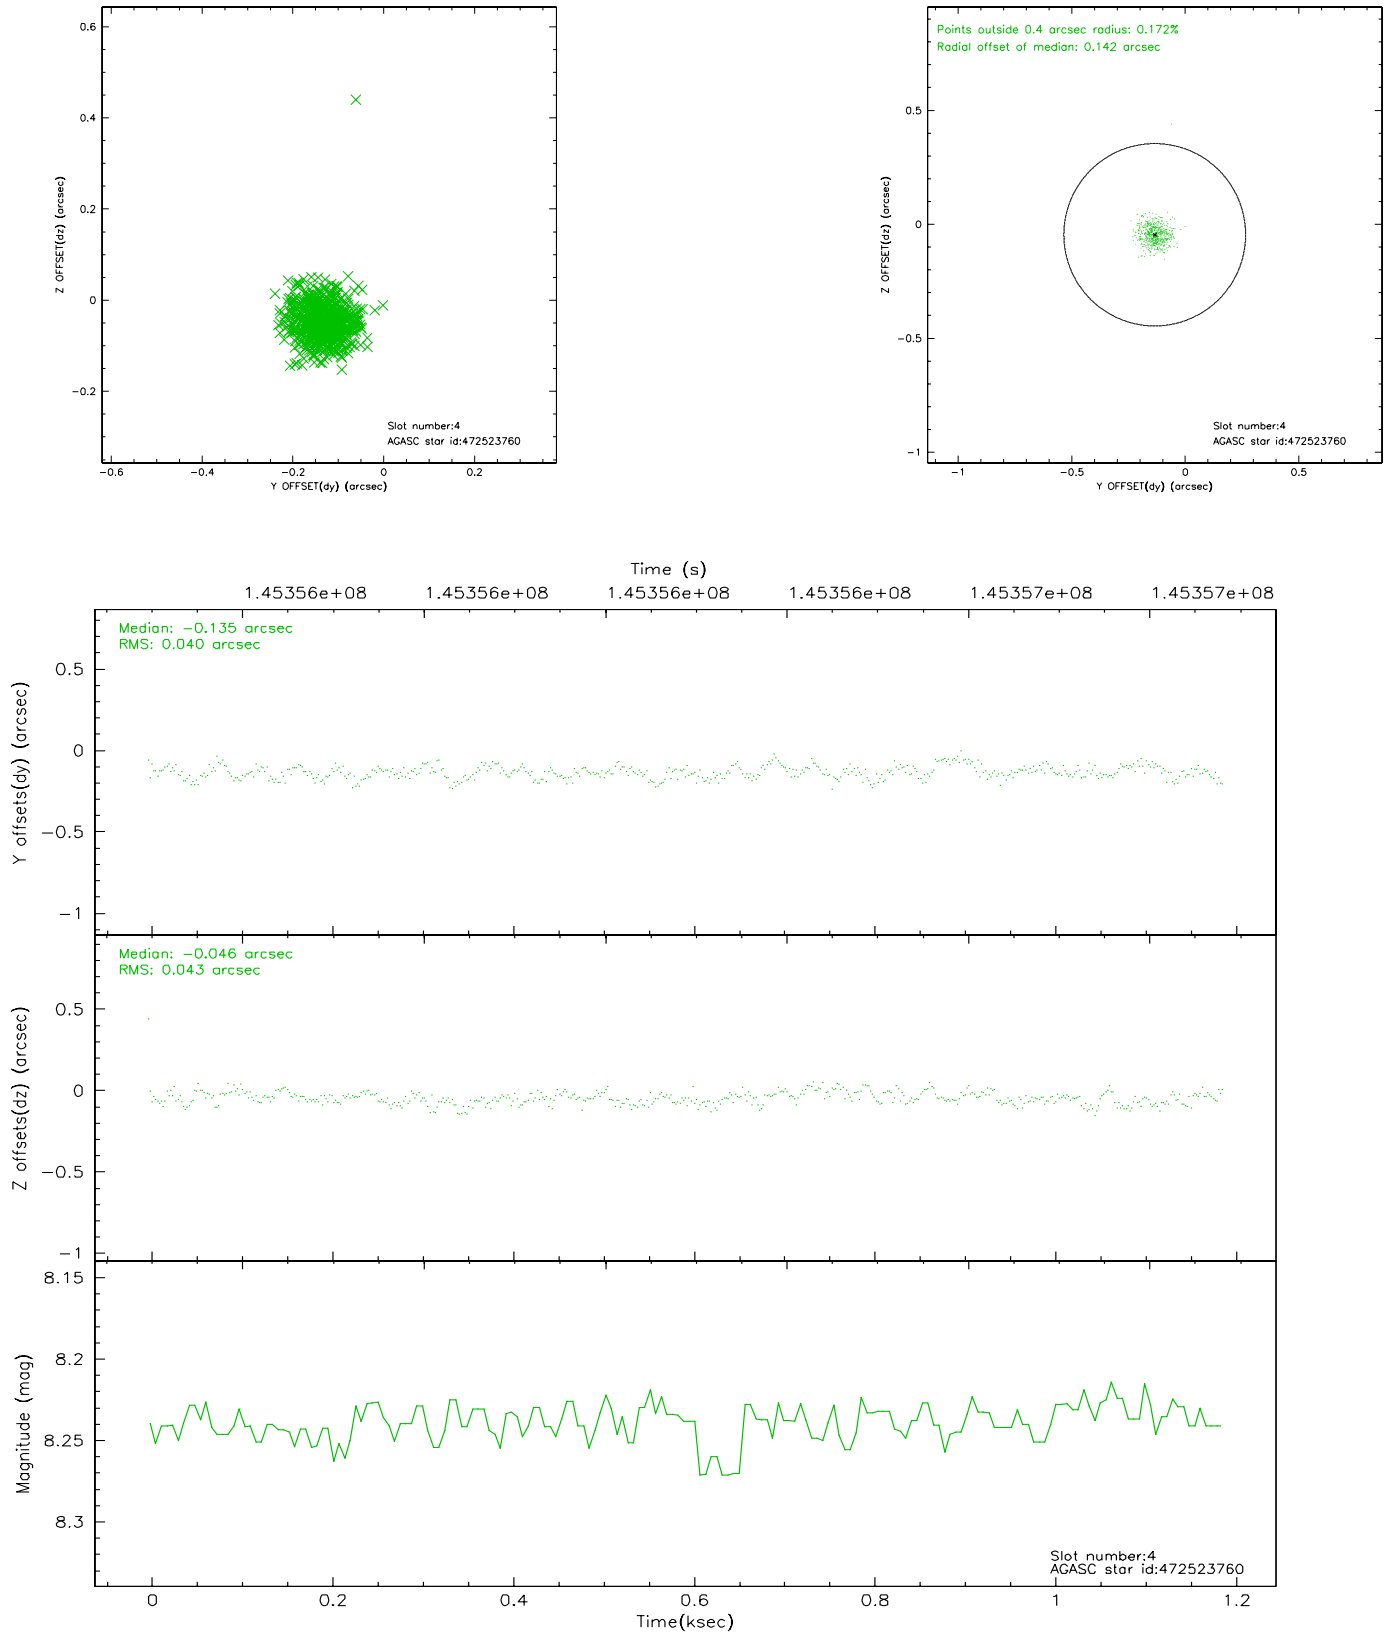 0.6
0.4
0.2
0
-0.2
Z OFFSET(dz) (arcsec)
Slot number:4
AGASC star id:472523760
-0.6 -0.4 -0.2 0 0.2
Y OFFSET(dy) (arcsec)
Points outside 0.4 arcsec radius: 0.172%
Radial offset of median: 0.142 arcsec
0.5
0
-0.5
-1
Z OFFSET(dz) (arcsec)
Slot number:4
AGASC star id:472523760
-1 -0.5 0 0.5
Y OFFSET(dy) (arcsec)
Time (s)
1.45356e+08 1.45356e+08 1.45356e+08 1.45356e+08 1.45357e+08 1.45357e+08
Median: -0.135 arcsec
RMS: 0.040 arcsec
0.5
0
-0.5
-1
Y offsets(dy) (arcsec)
Median: -0.046 arcsec
RMS: 0.043 arcsec
0.5
0
-0.5
-1
Z offsets(dz) (arcsec)
8.15
8.2
8.25
8.3
Magnitude (mag)
Slot number:4
AGASC star id:472523760
0 0.2 0.4 0.6 0.8 1 1.2
Time(ksec)